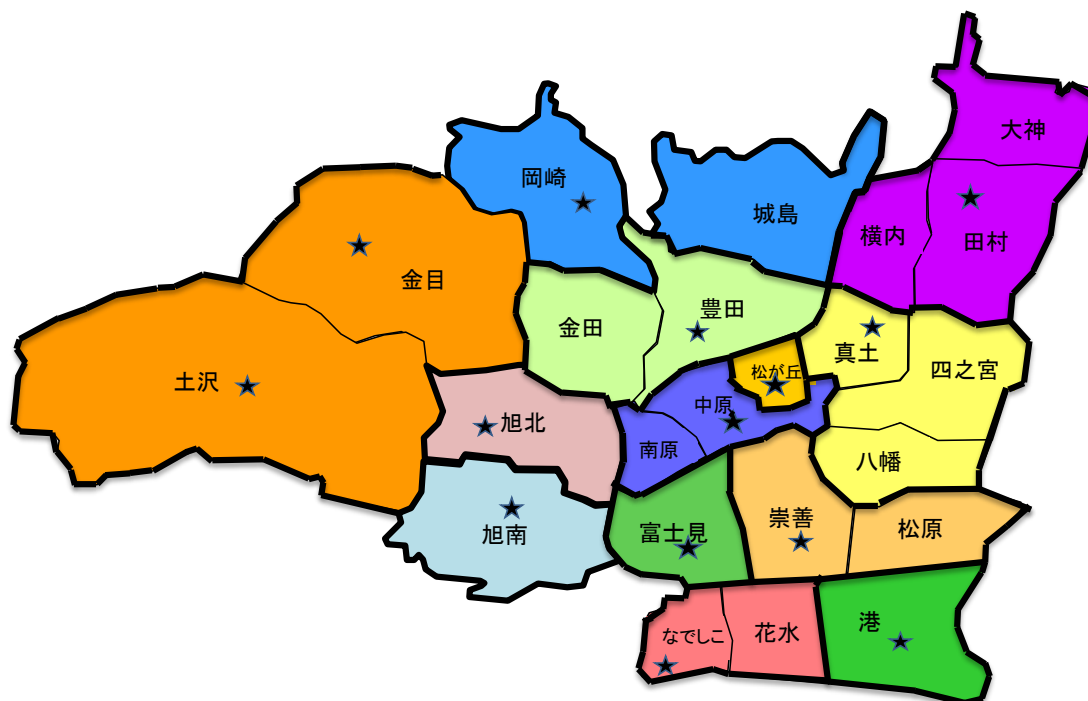 大神
岡崎
城島
横内
田村
金目
豊田
金田
真土
四之宮
土沢
松が丘
中原
旭北
南原
八幡
崇善
松原
富士見
旭南
港
花水
なでしこ